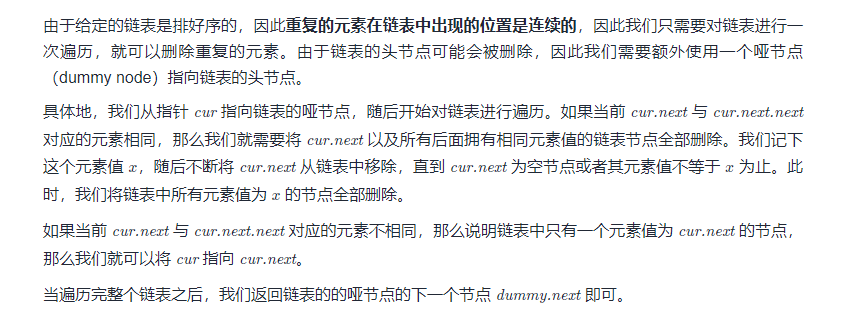 由于给定的链表是排好序的，因此重复的元素在链表中出现的位置是连续的，因此我们只需要对链表进行一
次遍历，就可以删除重复的元素。由于链表的头节点可能会被删除，因此我们需要额外使用一个哑节点
（dummy node）指向链表的头节点。
具体地，我们从指针 cur 指向链表的哑节点，随后开始对链表进行遍历。如果当前 cur.next 与 cur.next.next
对应的元素相同，那么我们就需要将 cur.next 以及所有后面拥有相同元素值的链表节点全部删除。我们记下
这个元素值 x，随后不断将 cur.next 从链表中移除，直到 cur.next 为空节点或者其元素值不等于 x 为止。此
时，我们将链表中所有元素值为 x 的节点全部删除。
如果当前 cur.next 与 cur.next.next 对应的元素不相同，那么说明链表中只有一个元素值为 cur.next 的节点，
那么我们就可以将 cur 指向 cur.next。
当遍历完整个链表之后，我们返回链表的的哑节点的下一个节点 dummy.next 即可。